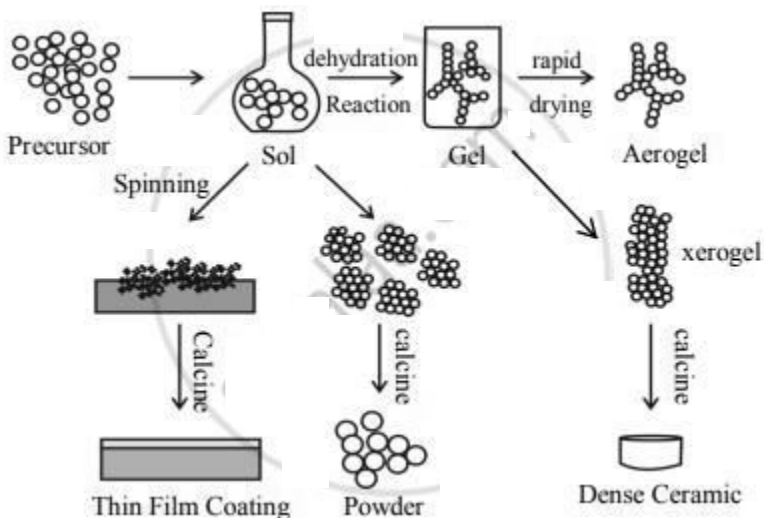 dehydration
Reaction
rapid
drying
Precursor
Sol
Gel
Aerogel
Spinning
xerogel
Calcine
calcine
calcine
Thin Film Coating
Powder
Dense Ceramic